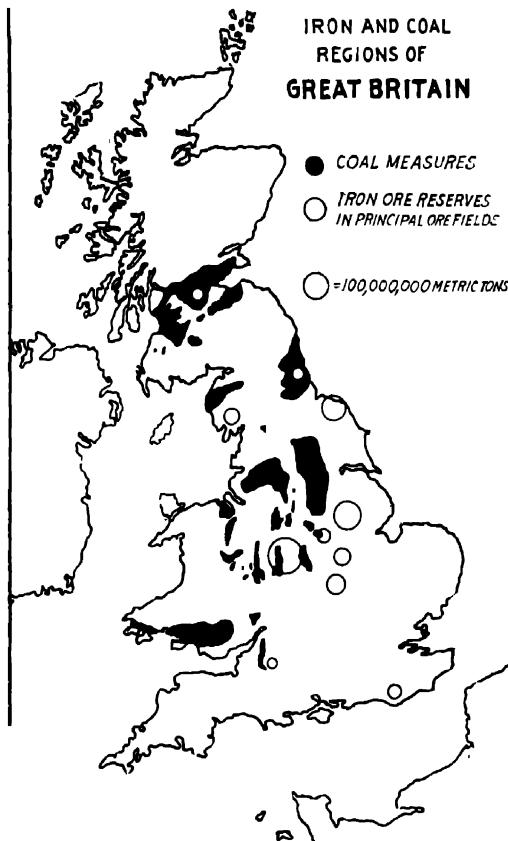 IRON AND COAL
REGIONS OF
GREAT BRITAIN
COAL MEASURES
IRON ORE RESERVES
IN PRINCIPAL ORE FIELDS
=100,000,000 METRIC TONS